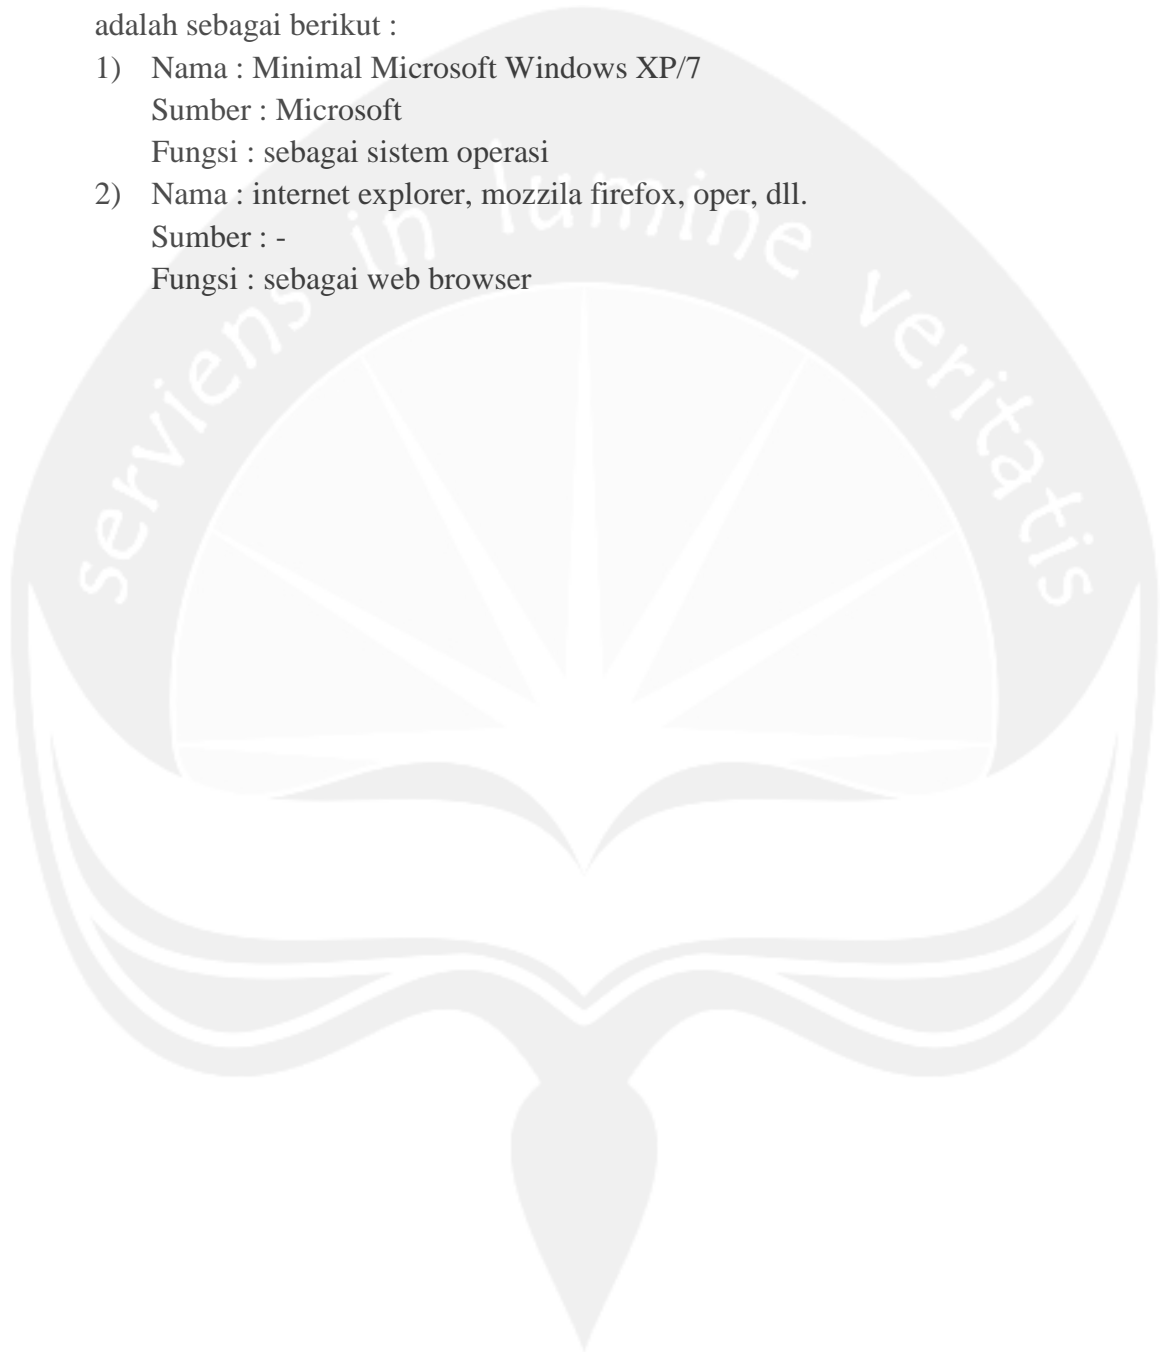 adalah sebagai berikut :
1) Nama : Minimal Microsoft Windows XP/7
Sumber : Microsoft
Fungsi : sebagai sistem operasi
2) Nama : internet explorer, mozzila firefox, oper, dll.
Sumber : -
Fungsi : sebagai web browser
serviens in lumine veritatis